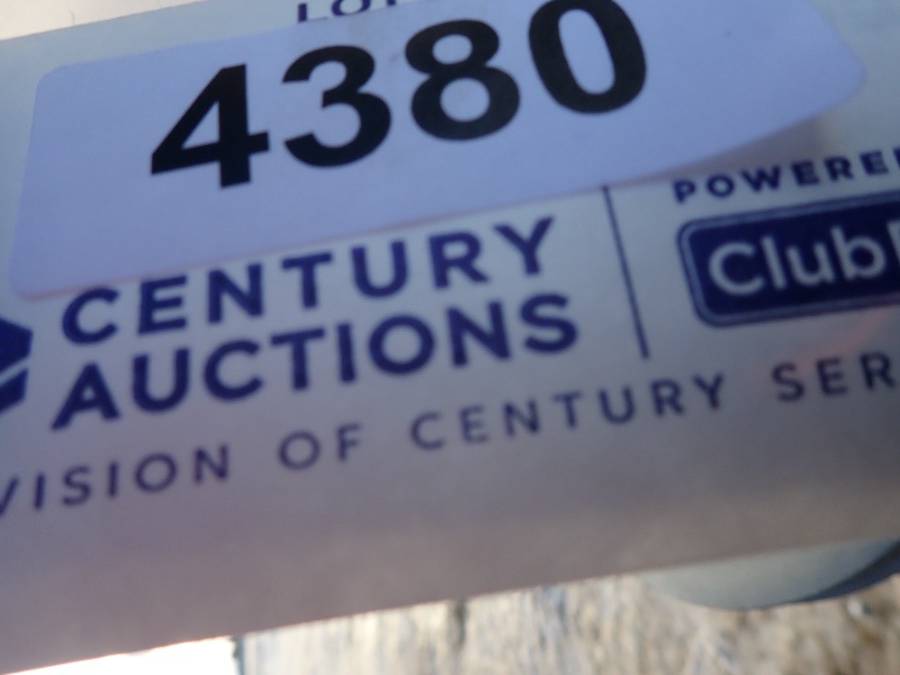 4380
CENTURY
AUCTIONS
POWERE
Club
VISION OF CENTURY SER